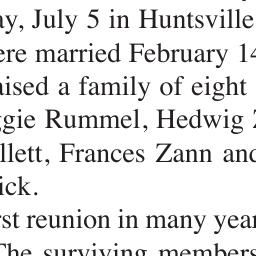 ay, July 5 in Huntsville
ere married February 14
aised a family of eight
ggie Rummel, Hedwig Z
llett, Frances Zann and
ick.
rst reunion in many year
The surviving members